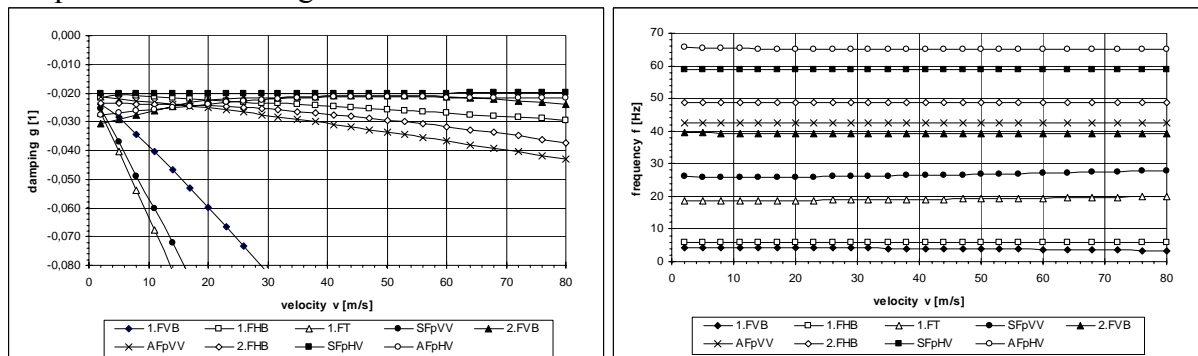 0,000
-0,010
-0,020
-0,030
-0,040
-0,050
-0,060
-0,070
-0,080
damping g [1]
0 10 20 30 40 50 60 70 80
velocity v [m/s]
1.FVB 1.FHB 1.FT SFpVV 2.FVB
AFpVV 2.FHB SFpHV AFpHV
70
60
50
40
30
20
10
0
frequency f [Hz]
0 10 20 30 40 50 60 70 80
velocity v [m/s]
1.FVB 1.FHB 1.FT SFpVV 2.FVB
AFpVV 2.FHB SFpHV AFpHV